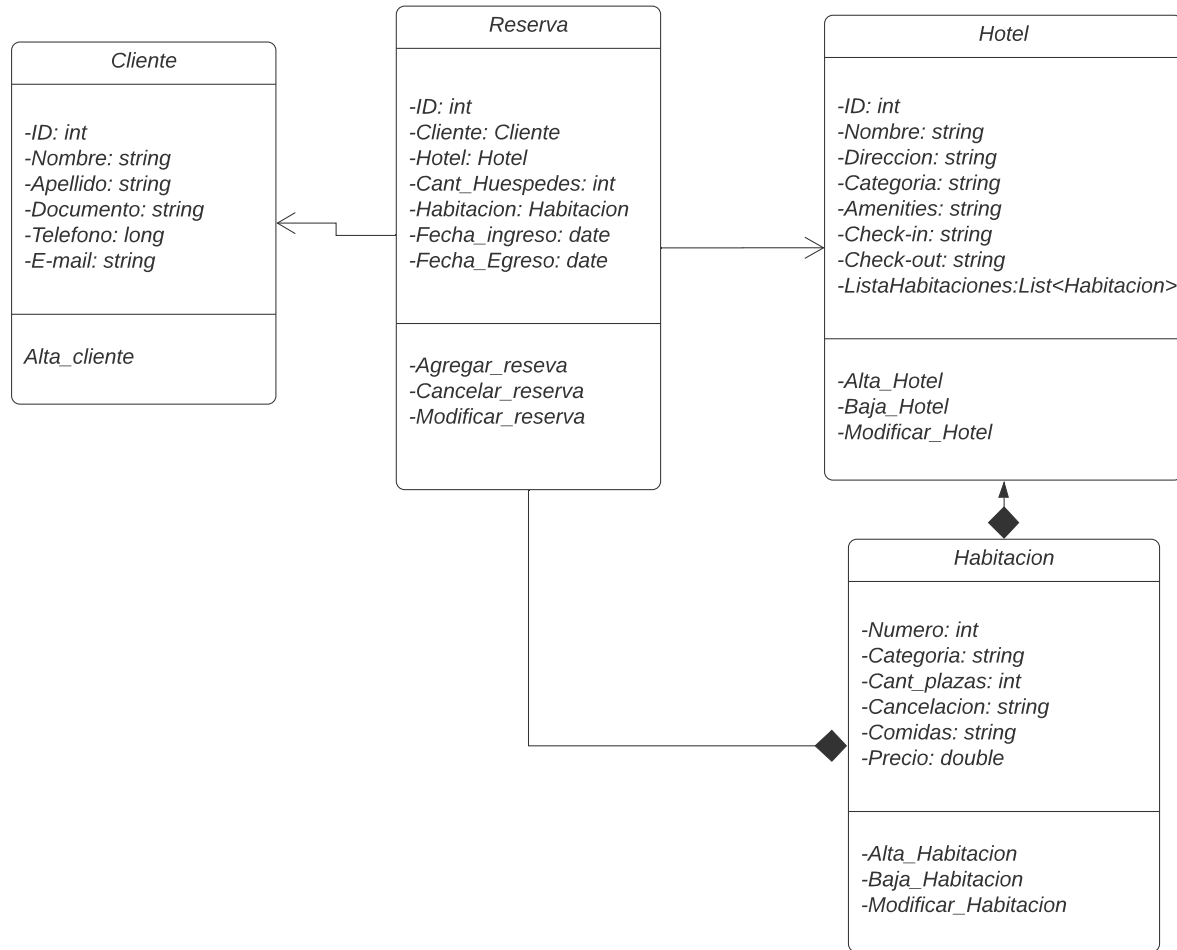 Cliente
-ID: int
-Nombre: string
-Apellido: string
-Documento: string
-Telefono: long
-E-mail: string
Alta_cliente
Reserva
-ID: int
-Cliente: Cliente
-Hotel: Hotel
-Cant_Huespedes: int
-Habitacion: Habitacion
-Fecha_ingreso: date
-Fecha_Egreso: date
-Agregar_reseva
-Cancelar_reserva
-Modificar_reserva
Hotel
-ID: int
-Nombre: string
-Direccion: string
-Categoria: string
-Amenities: string
-Check-in: string
-Check-out: string
-ListaHabitaciones:List<Habitacion>
-Alta_Hotel
-Baja_Hotel
-Modificar_Hotel
Habitacion
-Numero: int
-Categoria: string
-Cant_plazas: int
-Cancelacion: string
-Comidas: string
-Precio: double
-Alta_Habitacion
-Baja_Habitacion
-Modificar_Habitacion